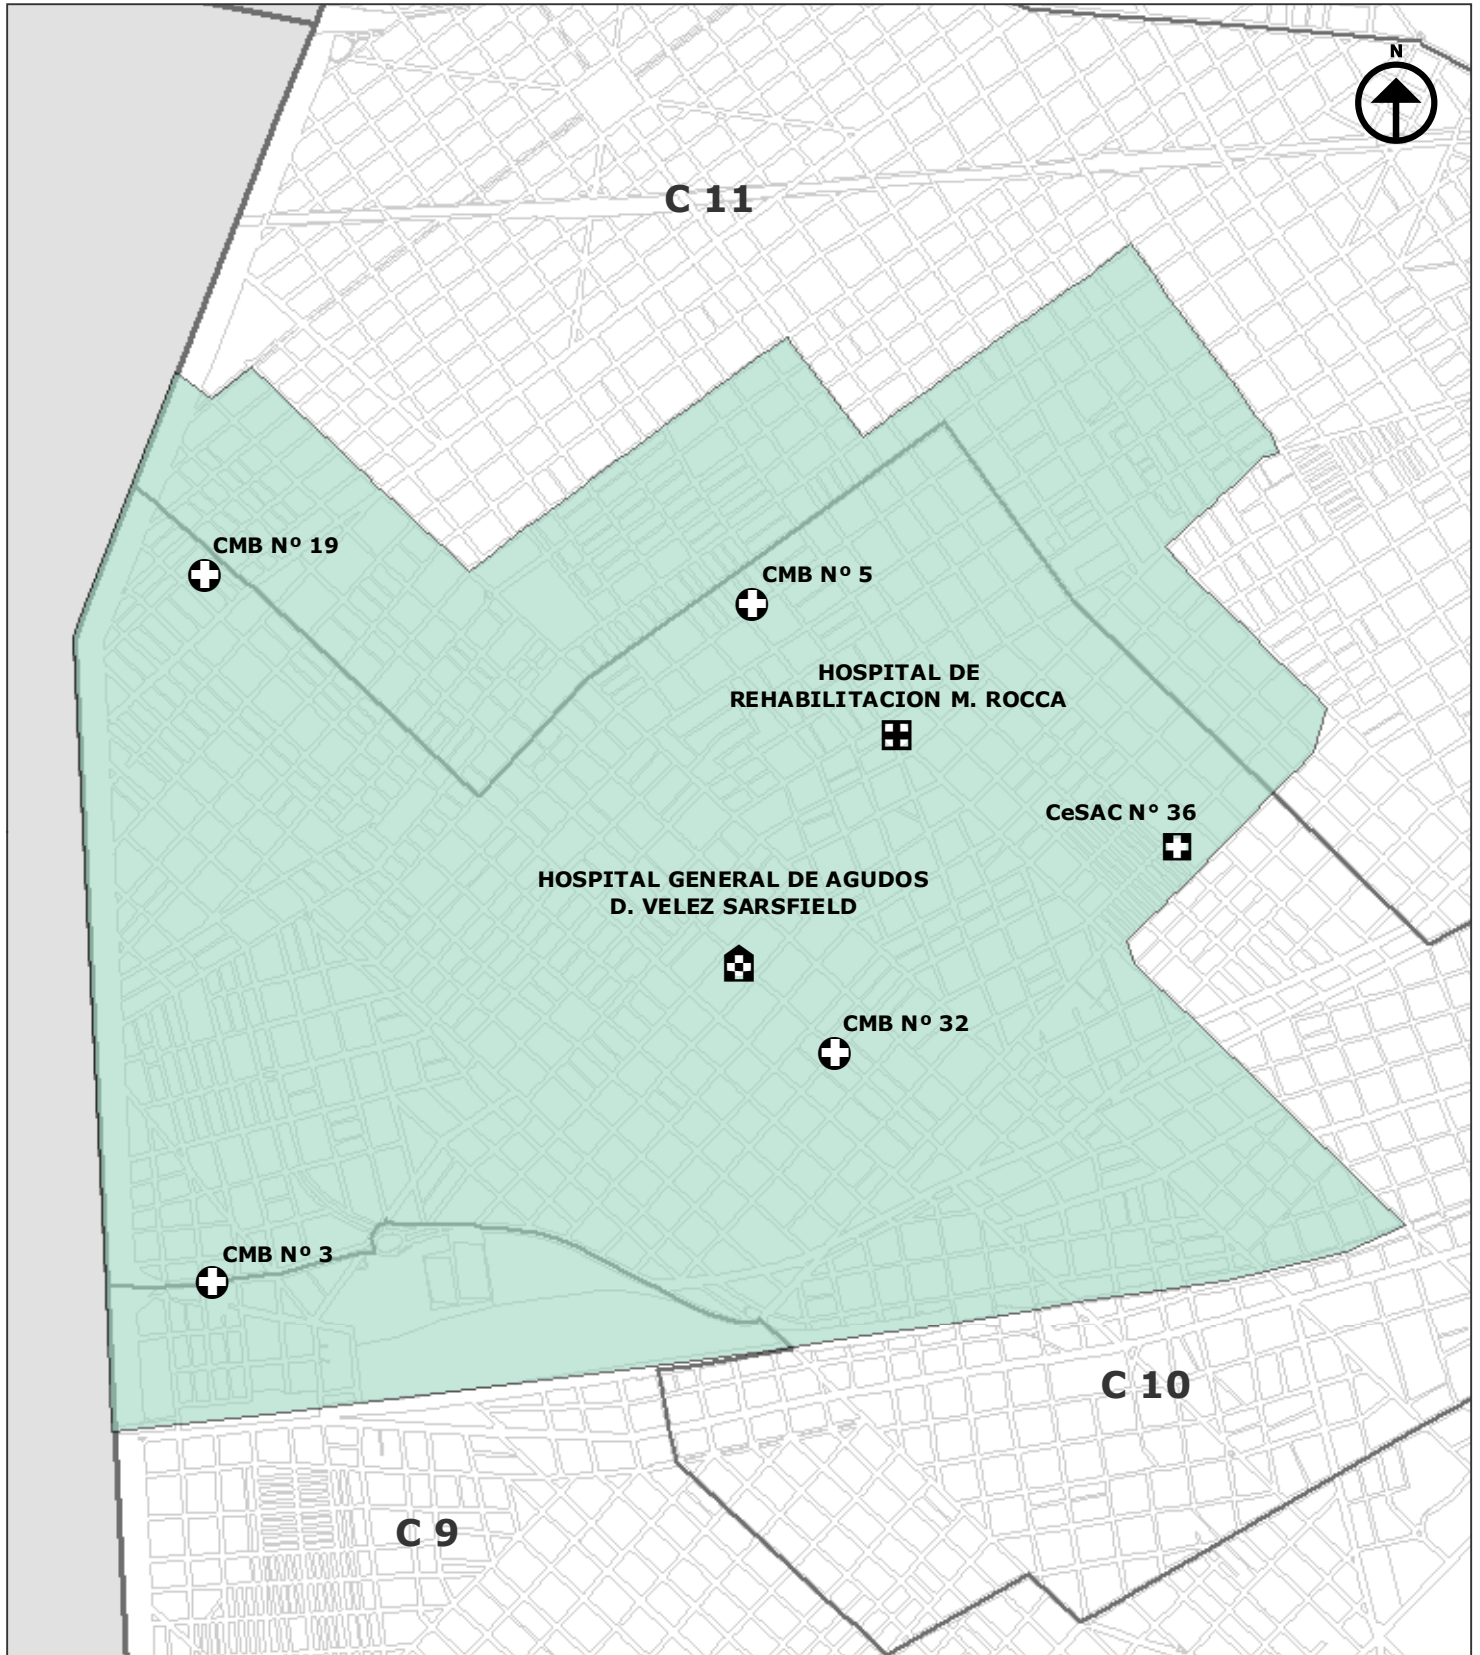 N
C 11
CMB Nº 19
CMB Nº 5
HOSPITAL DE
REHABILITACION M. ROCCA
CeSAC N° 36
HOSPITAL GENERAL DE AGUDOS
D. VELEZ SARSFIELD
CMB Nº 32
CMB Nº 3
C 10
C 9